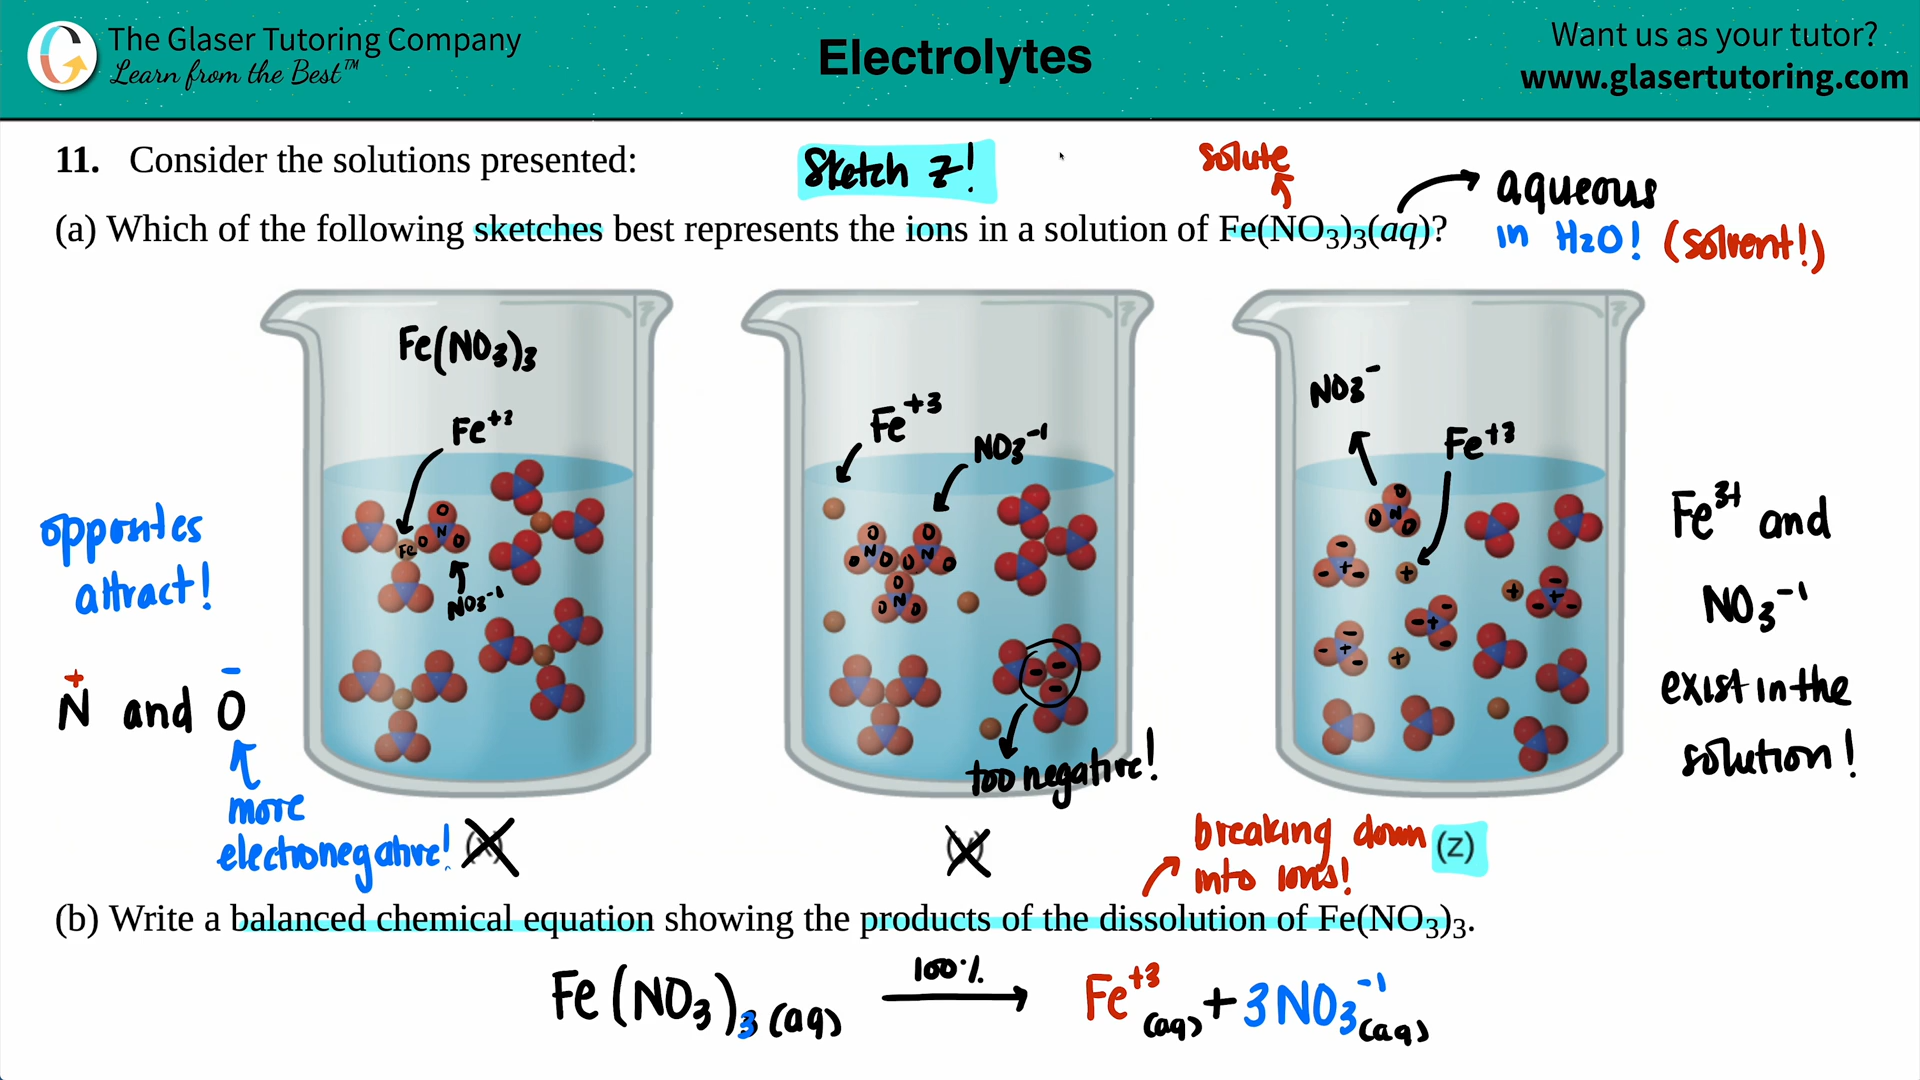 The Glaser Tutoring Company
Learn from the Best™
Electrolytes
Want us as your tutor?
www.glasertutoring.com
11. Consider the solutions presented:
Sketch Z!
solute
aqueous
in H₂O! (solvent!)
(a) Which of the following sketches best represents the ions in a solution of Fe(NO₃)₃(aq)?
Fe(NO₃)₃
Fe⁺³
Fe
O
N
O
O
NO₃⁻¹
Fe⁺³
NO₃⁻¹
O
N
O
O
O
N
O
O
O
N
O
O
- - -
too negative!
NO₃⁻
Fe⁺³
O
O N O
-
- + -
+
+
-
- + -
-
- + -
-
- + -
+
opposites
attract!
+ −
N and O
more
electronegative!
Fe³⁺ and
NO₃⁻¹
exist in the
solution!
(x)
(z)
breaking down
into ions!
(b) Write a balanced chemical equation showing the products of the dissolution of Fe(NO₃)₃.
Fe(NO₃)₃ (aq) 100% → Fe⁺³ (aq) + 3NO₃⁻¹ (aq)